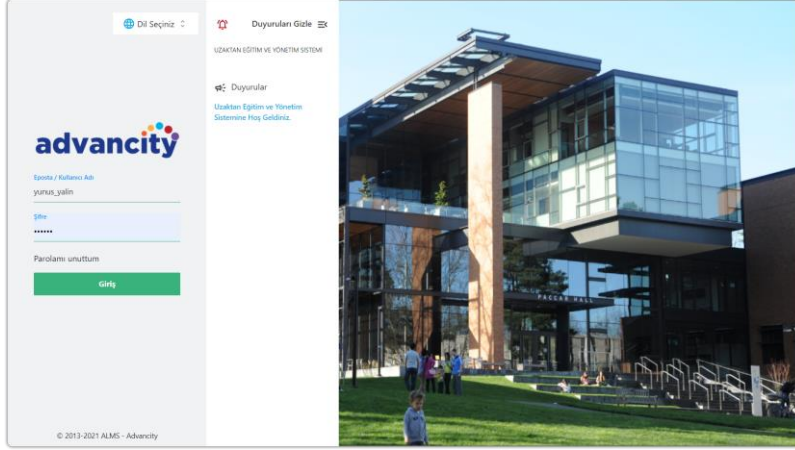 Dil Seçiniz
advancity
Eposta / Kullanıcı Adı
yunus_yalin
Şifre
••••••
Parolamı unuttum
Giriş
© 2013-2021 ALMS - Advancity
Duyuruları Gizle
UZAKTAN EĞİTİM VE YÖNETİM SİSTEMİ
Duyurular
Uzaktan Eğitim ve Yönetim
Sistemine Hoş Geldiniz.
PACCAR HALL